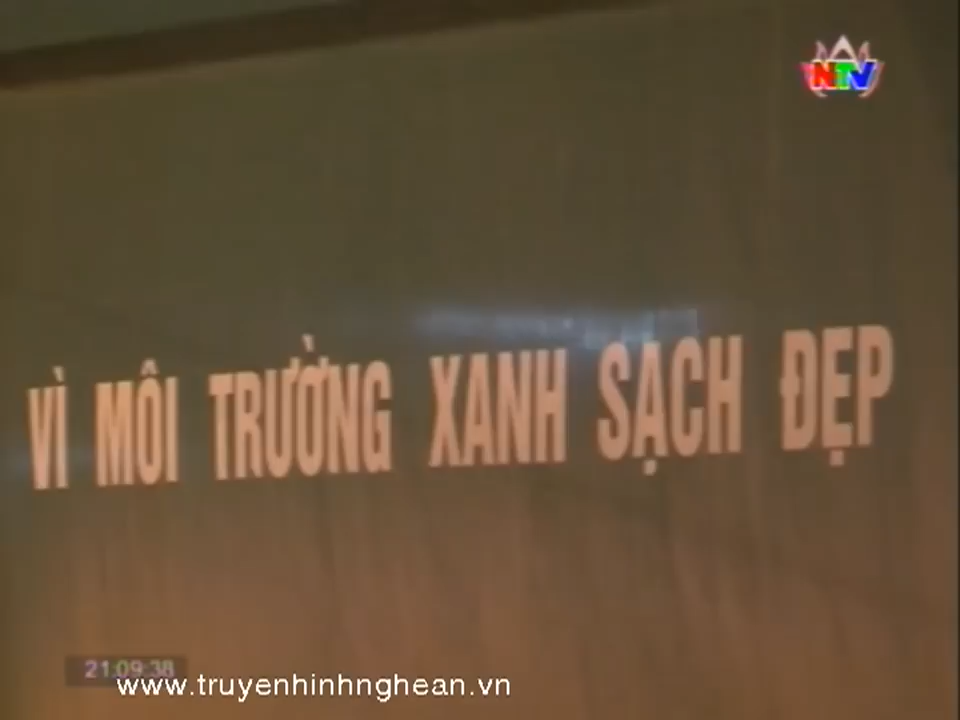 NTV
VÌ MÔI TRƯỜNG XANH SẠCH ĐẸP
21:09:38
www.truyenhinhnghean.vn